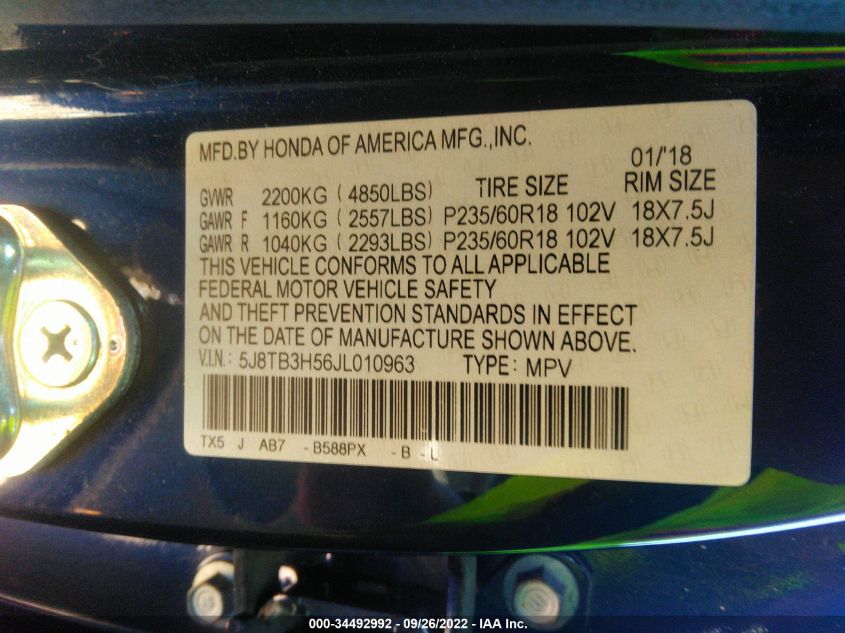 MFD.BY HONDA OF AMERICA MFG.,INC.
01/'18
GVWR 2200KG ( 4850LBS) TIRE SIZE RIM SIZE
GAWR F 1160KG ( 2557LBS) P235/60R18 102V 18X7.5J
GAWR R 1040KG ( 2293LBS) P235/60R18 102V 18X7.5J
THIS VEHICLE CONFORMS TO ALL APPLICABLE
FEDERAL MOTOR VEHICLE SAFETY
AND THEFT PREVENTION STANDARDS IN EFFECT
ON THE DATE OF MANUFACTURE SHOWN ABOVE.
V.I.N.: 5J8TB3H56JL010963 TYPE: MPV
TX5 J AB7 - B588PX - B - L
000-34492992 - 09/26/2022 - IAA Inc.